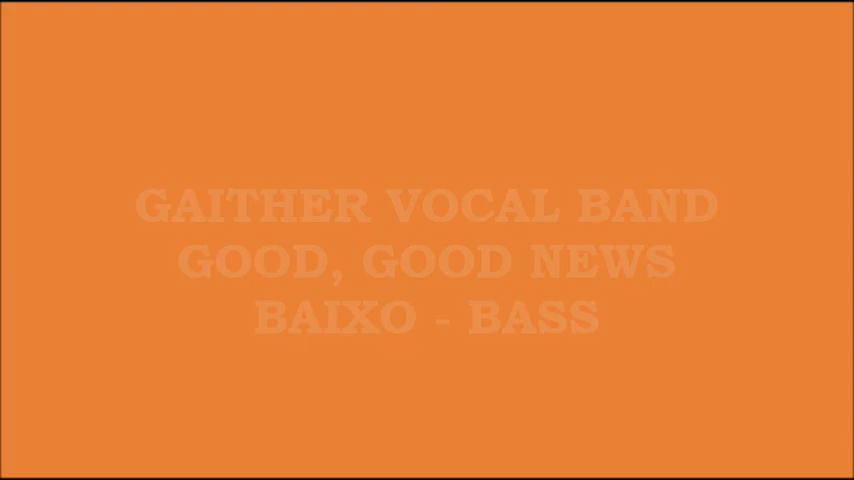 GAITHER VOCAL BAND
GOOD, GOOD NEWS
BAIXO - BASS